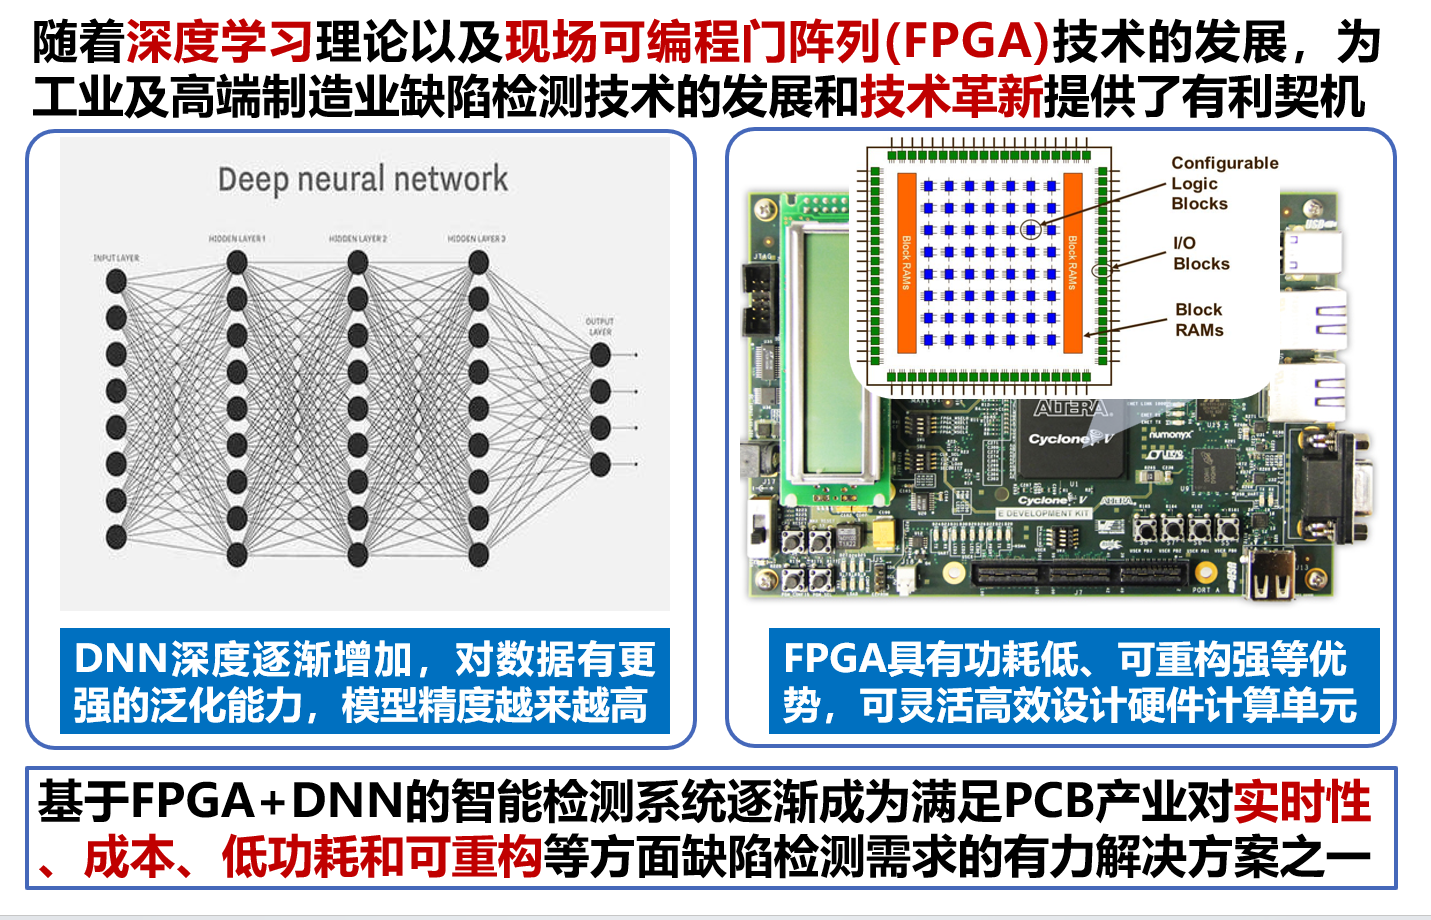 随着深度学习理论以及现场可编程门阵列(FPGA)技术的发展，为
工业及高端制造业缺陷检测技术的发展和技术革新提供了有利契机
Deep neural network
HIDDEN LAYER 1
HIDDEN LAYER 2
HIDDEN LAYER 3
INPUT LAYER
OUTPUT
LAYER
DNN深度逐渐增加，对数据有更
强的泛化能力，模型精度越来越高
Configurable
Logic
Blocks
I/O
Blocks
Block
RAMs
Block RAMs
Block RAMs
ALTERA
Cyclone V
numonyx
U1
Cyclone V
ALTERA
E DEVELOPMENT KIT
J17
J7
J13
PORT A
FPGA具有功耗低、可重构强等优
势，可灵活高效设计硬件计算单元
基于FPGA+DNN的智能检测系统逐渐成为满足PCB产业对实时性
、成本、低功耗和可重构等方面缺陷检测需求的有力解决方案之一